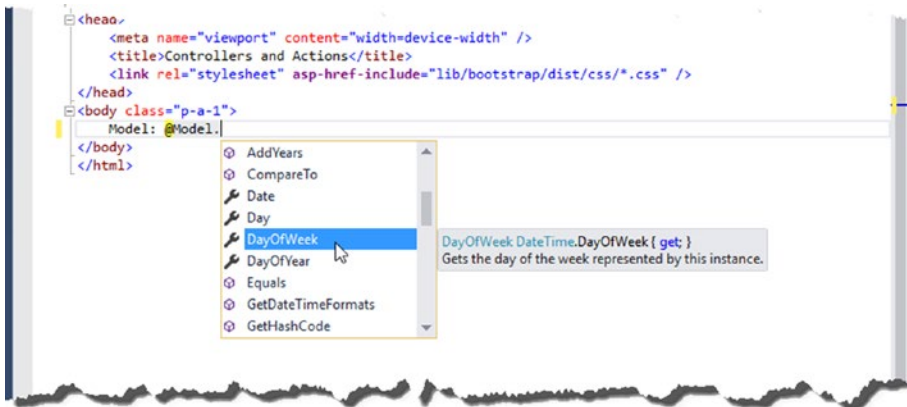 <head>
<meta name="viewport" content="width=device-width" />
<title>Controllers and Actions</title>
<link rel="stylesheet" asp-href-include="lib/bootstrap/dist/css/*.css" />
</head>
<body class="p-a-1">
Model: @Model.
</body>
</html>
AddYears
CompareTo
Date
Day
DayOfWeek
DayOfYear
Equals
GetDateTimeFormats
GetHashCode
DayOfWeek DateTime.DayOfWeek { get; }
Gets the day of the week represented by this instance.